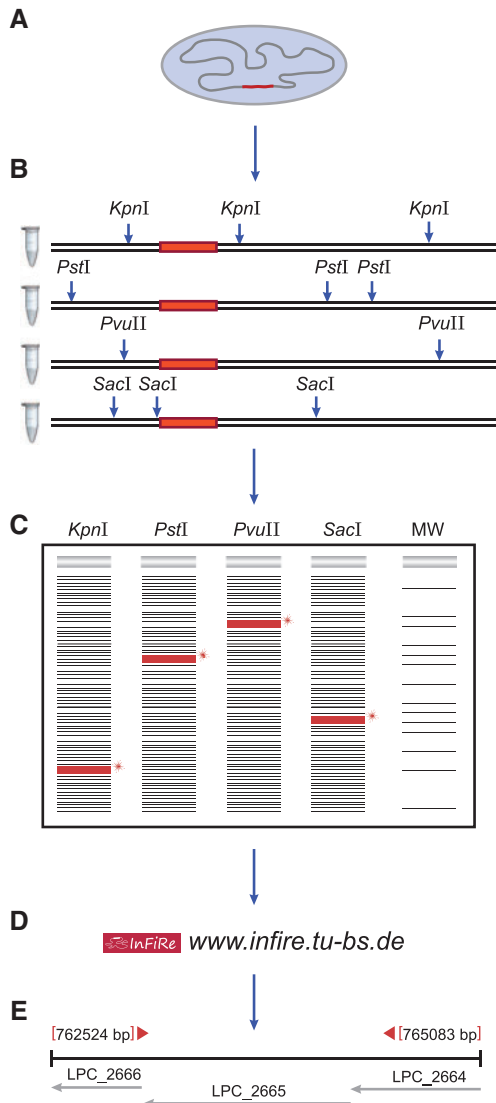 A
B
KpnI KpnI KpnI
PstI PstI PstI
PvuII PvuII
SacI SacI SacI
C
KpnI PstI PvuII SacI MW
D
InFiRe www.infire.tu-bs.de
E
[762524 bp] [765083 bp]
LPC_2666 LPC_2665 LPC_2664